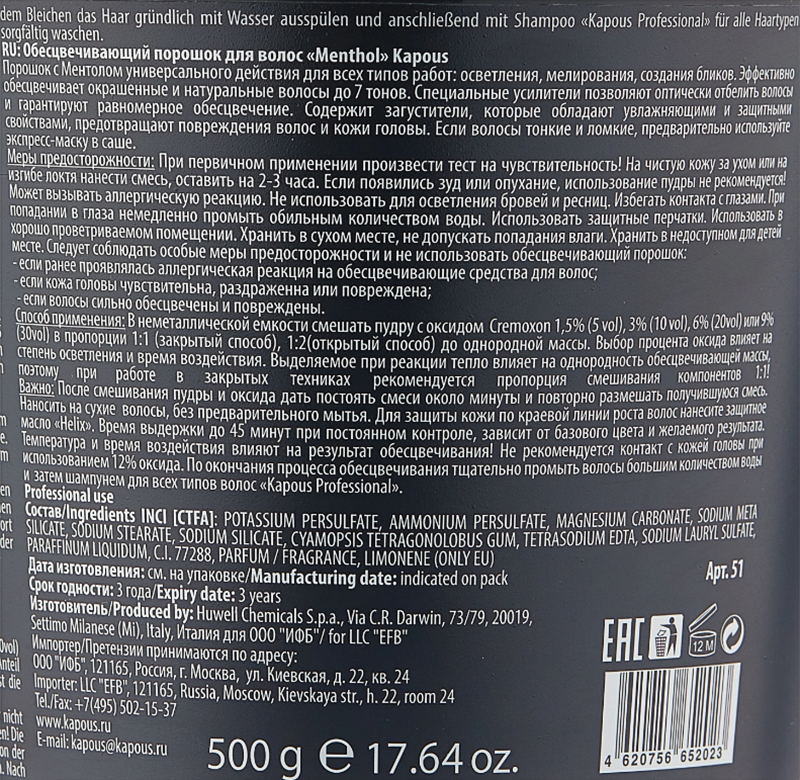 dem Bleichen das Haar gründlich mit Wasser ausspülen und anschließend mit Shampoo «Kapous Professional» für alle Haartypen
sorgfältig waschen.
RU: Обесцвечивающий порошок для волос «Menthol» Kapous
Порошок с Ментолом универсального действия для всех типов работ: осветления, мелирования, создания бликов. Эффективно
обесцвечивает окрашенные и натуральные волосы до 7 тонов. Специальные усилители позволяют оптически отбелить волосы
и гарантируют равномерное обесцвечение. Содержит загустители, которые обладают увлажняющими и защитными
свойствами, предотвращают повреждения волос и кожи головы. Если волосы тонкие и ломкие, предварительно используйте
экспресс-маску в саше.
Меры предосторожности: При первичном применении произвести тест на чувствительность! На чистую кожу за ухом или на
изгибе локтя нанести смесь, оставить на 2-3 часа. Если появились зуд или опухание, использование пудры не рекомендуется!
Может вызывать аллергическую реакцию. Не использовать для осветления бровей и ресниц. Избегать контакта с глазами. При
попадании в глаза немедленно промыть обильным количеством воды. Использовать защитные перчатки. Использовать в
хорошо проветриваемом помещении. Хранить в сухом месте, не допускать попадания влаги. Хранить в недоступном для детей
месте. Следует соблюдать особые меры предосторожности и не использовать обесцвечивающий порошок:
- если ранее проявлялась аллергическая реакция на обесцвечивающие средства для волос;
- если кожа головы чувствительна, раздражена или повреждена;
- если волосы сильно обесцвечены и повреждены.
Способ применения: В неметаллической емкости смешать пудру с оксидом Cremoxon 1,5% (5 vol), 3% (10 vol), 6% (20vol) или 9%
(30vol) в пропорции 1:1 (закрытый способ), 1:2(открытый способ) до однородной массы. Выбор процента оксида влияет на
степень осветления и время воздействия. Выделяемое при реакции тепло влияет на однородность обесцвечивающей массы,
поэтому при работе в закрытых техниках рекомендуется пропорция смешивания компонентов 1:1!
Важно: После смешивания пудры и оксида дать постоять смеси около минуты и повторно размешать получившуюся смесь.
Наносить на сухие волосы, без предварительного мытья. Для защиты кожи по краевой линии роста волос нанесите защитное
масло «Helix». Время выдержки до 45 минут при постоянном контроле, зависит от базового цвета и желаемого результата.
Температура и время воздействия влияют на результат обесцвечивания! Не рекомендуется контакт с кожей головы при
использованием 12% оксида. По окончания процесса обесцвечивания тщательно промыть волосы большим количеством воды
и затем шампунем для всех типов волос «Kapous Professional».
Professional use
Состав/Ingredients INCI [CTFA]: POTASSIUM PERSULFATE, AMMONIUM PERSULFATE, MAGNESIUM CARBONATE, SODIUM META
SILICATE, SODIUM STEARATE, SODIUM SILICATE, CYAMOPSIS TETRAGONOLOBUS GUM, TETRASODIUM EDTA, SODIUM LAURYL SULFATE,
PARAFFINUM LIQUIDUM, C.I. 77288, PARFUM / FRAGRANCE, LIMONENE (ONLY EU)
Дата изготовления: см. на упаковке/Manufacturing date: indicated on pack
Арт. 51
Срок годности: 3 года/Expiry date: 3 years
Изготовитель/Produced by: Huwell Chemicals S.p.a., Via C.R. Darwin, 73/79, 20019,
Settimo Milanese (Mi), Italy, Италия для ООО "ИФБ"/ for LLC "EFB"
Импортер/Претензии принимаются по адресу:
ООО "ИФБ", 121165, Россия, г. Москва, ул. Киевская, д. 22, кв. 24
Importer: LLC "EFB", 121165, Russia, Moscow, Kievskaya str., h. 22, room 24
Tel./Fax: +7(495) 502-15-37
www.kapous.ru
E-mail: kapous@kapous.ru
EAC
12 M
500 g e 17.64 oz.
4 620756 652023